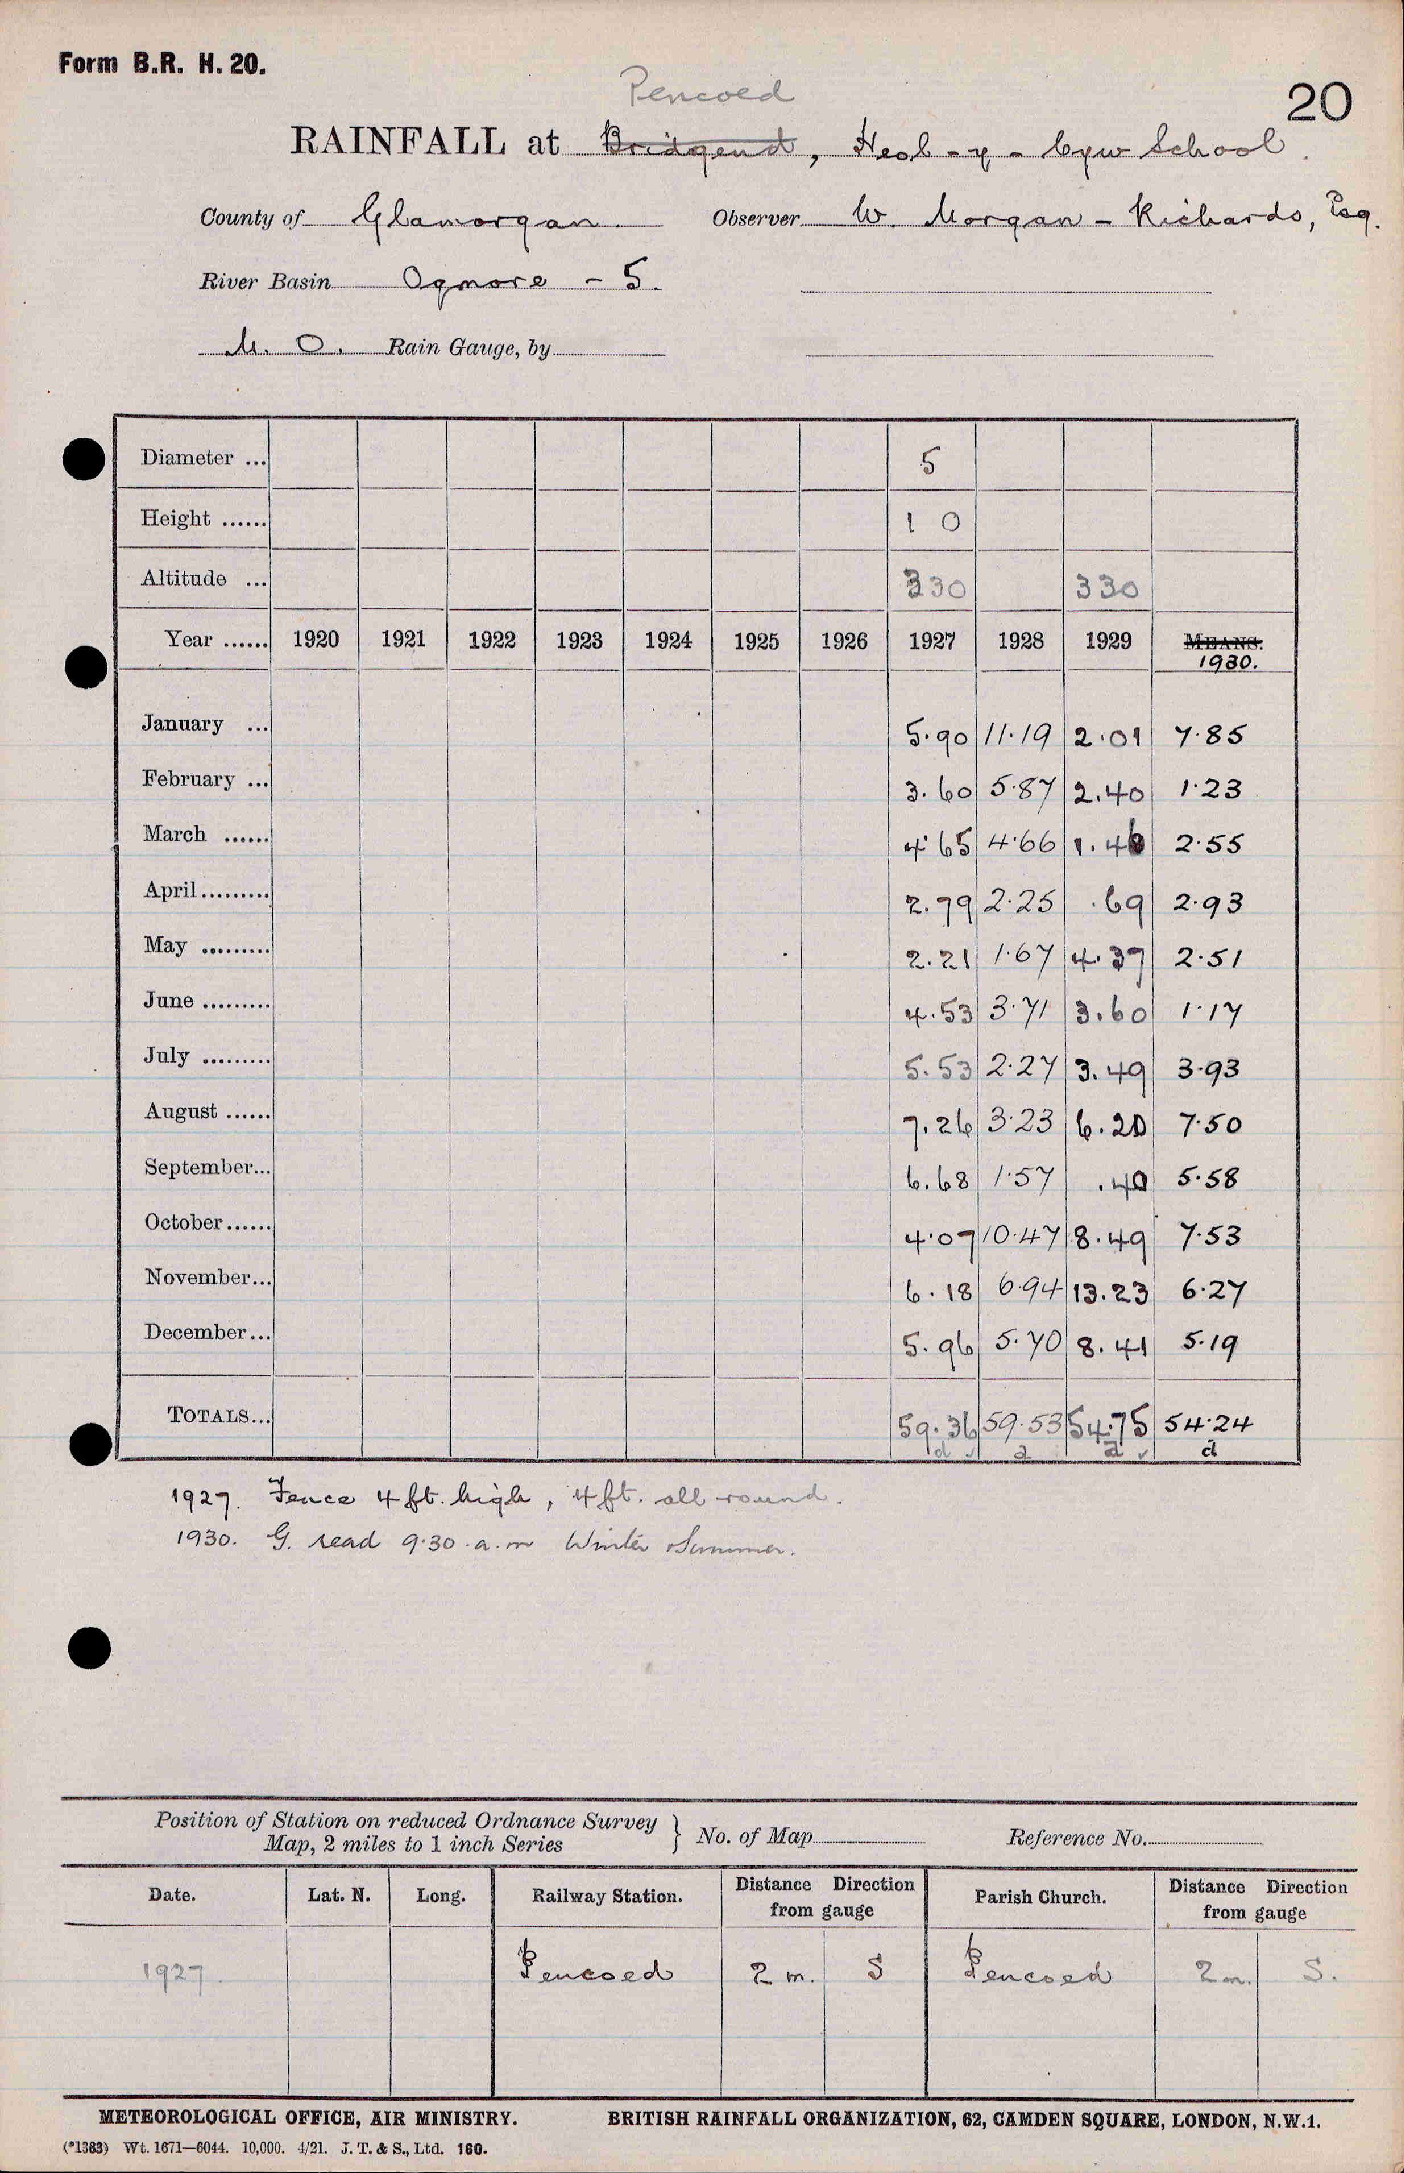 Form B.R. H. 20.
20
Pencoed
RAINFALL at Bridgend, Heol-y-Cyw School.
County of Glamorgan. Observer W. Morgan-Richards, Esq.
River Basin Ogmore - 5.
M. O. Rain Gauge, by
Diameter ... 5
Height ...... 1 0
Altitude ... 330 330
Year ...... 1920 1921 1922 1923 1924 1925 1926 1927 1928 1929 MEANS.
1930.
January ... 5.90 11.19 2.01 7.85
February ... 3.60 5.87 2.40 1.23
March ...... 4.65 4.66 1.46 2.55
April......... 2.79 2.25 .69 2.93
May ......... 2.21 1.67 4.37 2.51
June ......... 4.53 3.71 3.60 1.17
July ......... 5.53 2.27 3.49 3.93
August ...... 7.26 3.23 6.20 7.50
September... 6.68 1.57 .40 5.58
October...... 4.07 10.47 8.49 7.53
November... 6.18 6.94 13.23 6.27
December... 5.96 5.70 8.41 5.19
TOTALS... 59.36 59.53 54.75 54.24
d ✓ a a ✓ d
1927. Fence 4 ft. high, 4 ft. all round.
1930. G. read 9.30 a.m Winter Summer.
Position of Station on reduced Ordnance Survey
Map, 2 miles to 1 inch Series } No. of Map Reference No.
Date. Lat. N. Long. Railway Station. Distance Direction from gauge Parish Church. Distance Direction from gauge
1927. Pencoed 2 m. S Pencoed 2 m. S.
METEOROLOGICAL OFFICE, AIR MINISTRY. BRITISH RAINFALL ORGANIZATION, 62, CAMDEN SQUARE, LONDON, N.W.1.
(*1383) Wt. 1671—6044. 10,000. 4/21. J. T. & S., Ltd. 160.